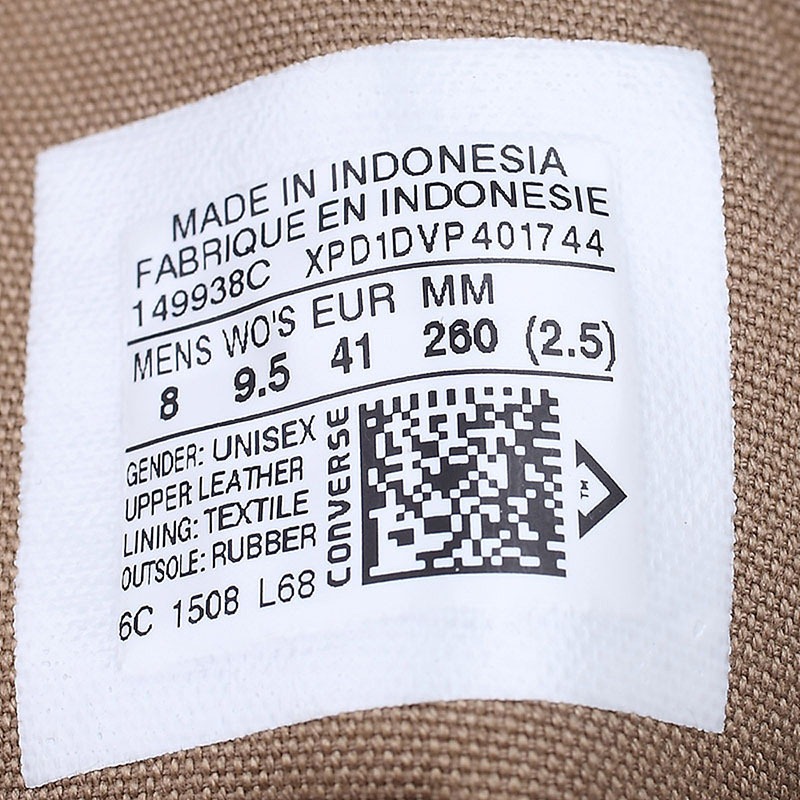 MADE IN INDONESIA
FABRIQUE EN INDONESIE
149938C XPD1DVP401744
MENS WO'S EUR MM
8 9.5 41 260 (2.5)
GENDER: UNISEX
UPPER: LEATHER
LINING: TEXTILE
OUTSOLE: RUBBER
6C 1508 L68
CONVERSE
TM